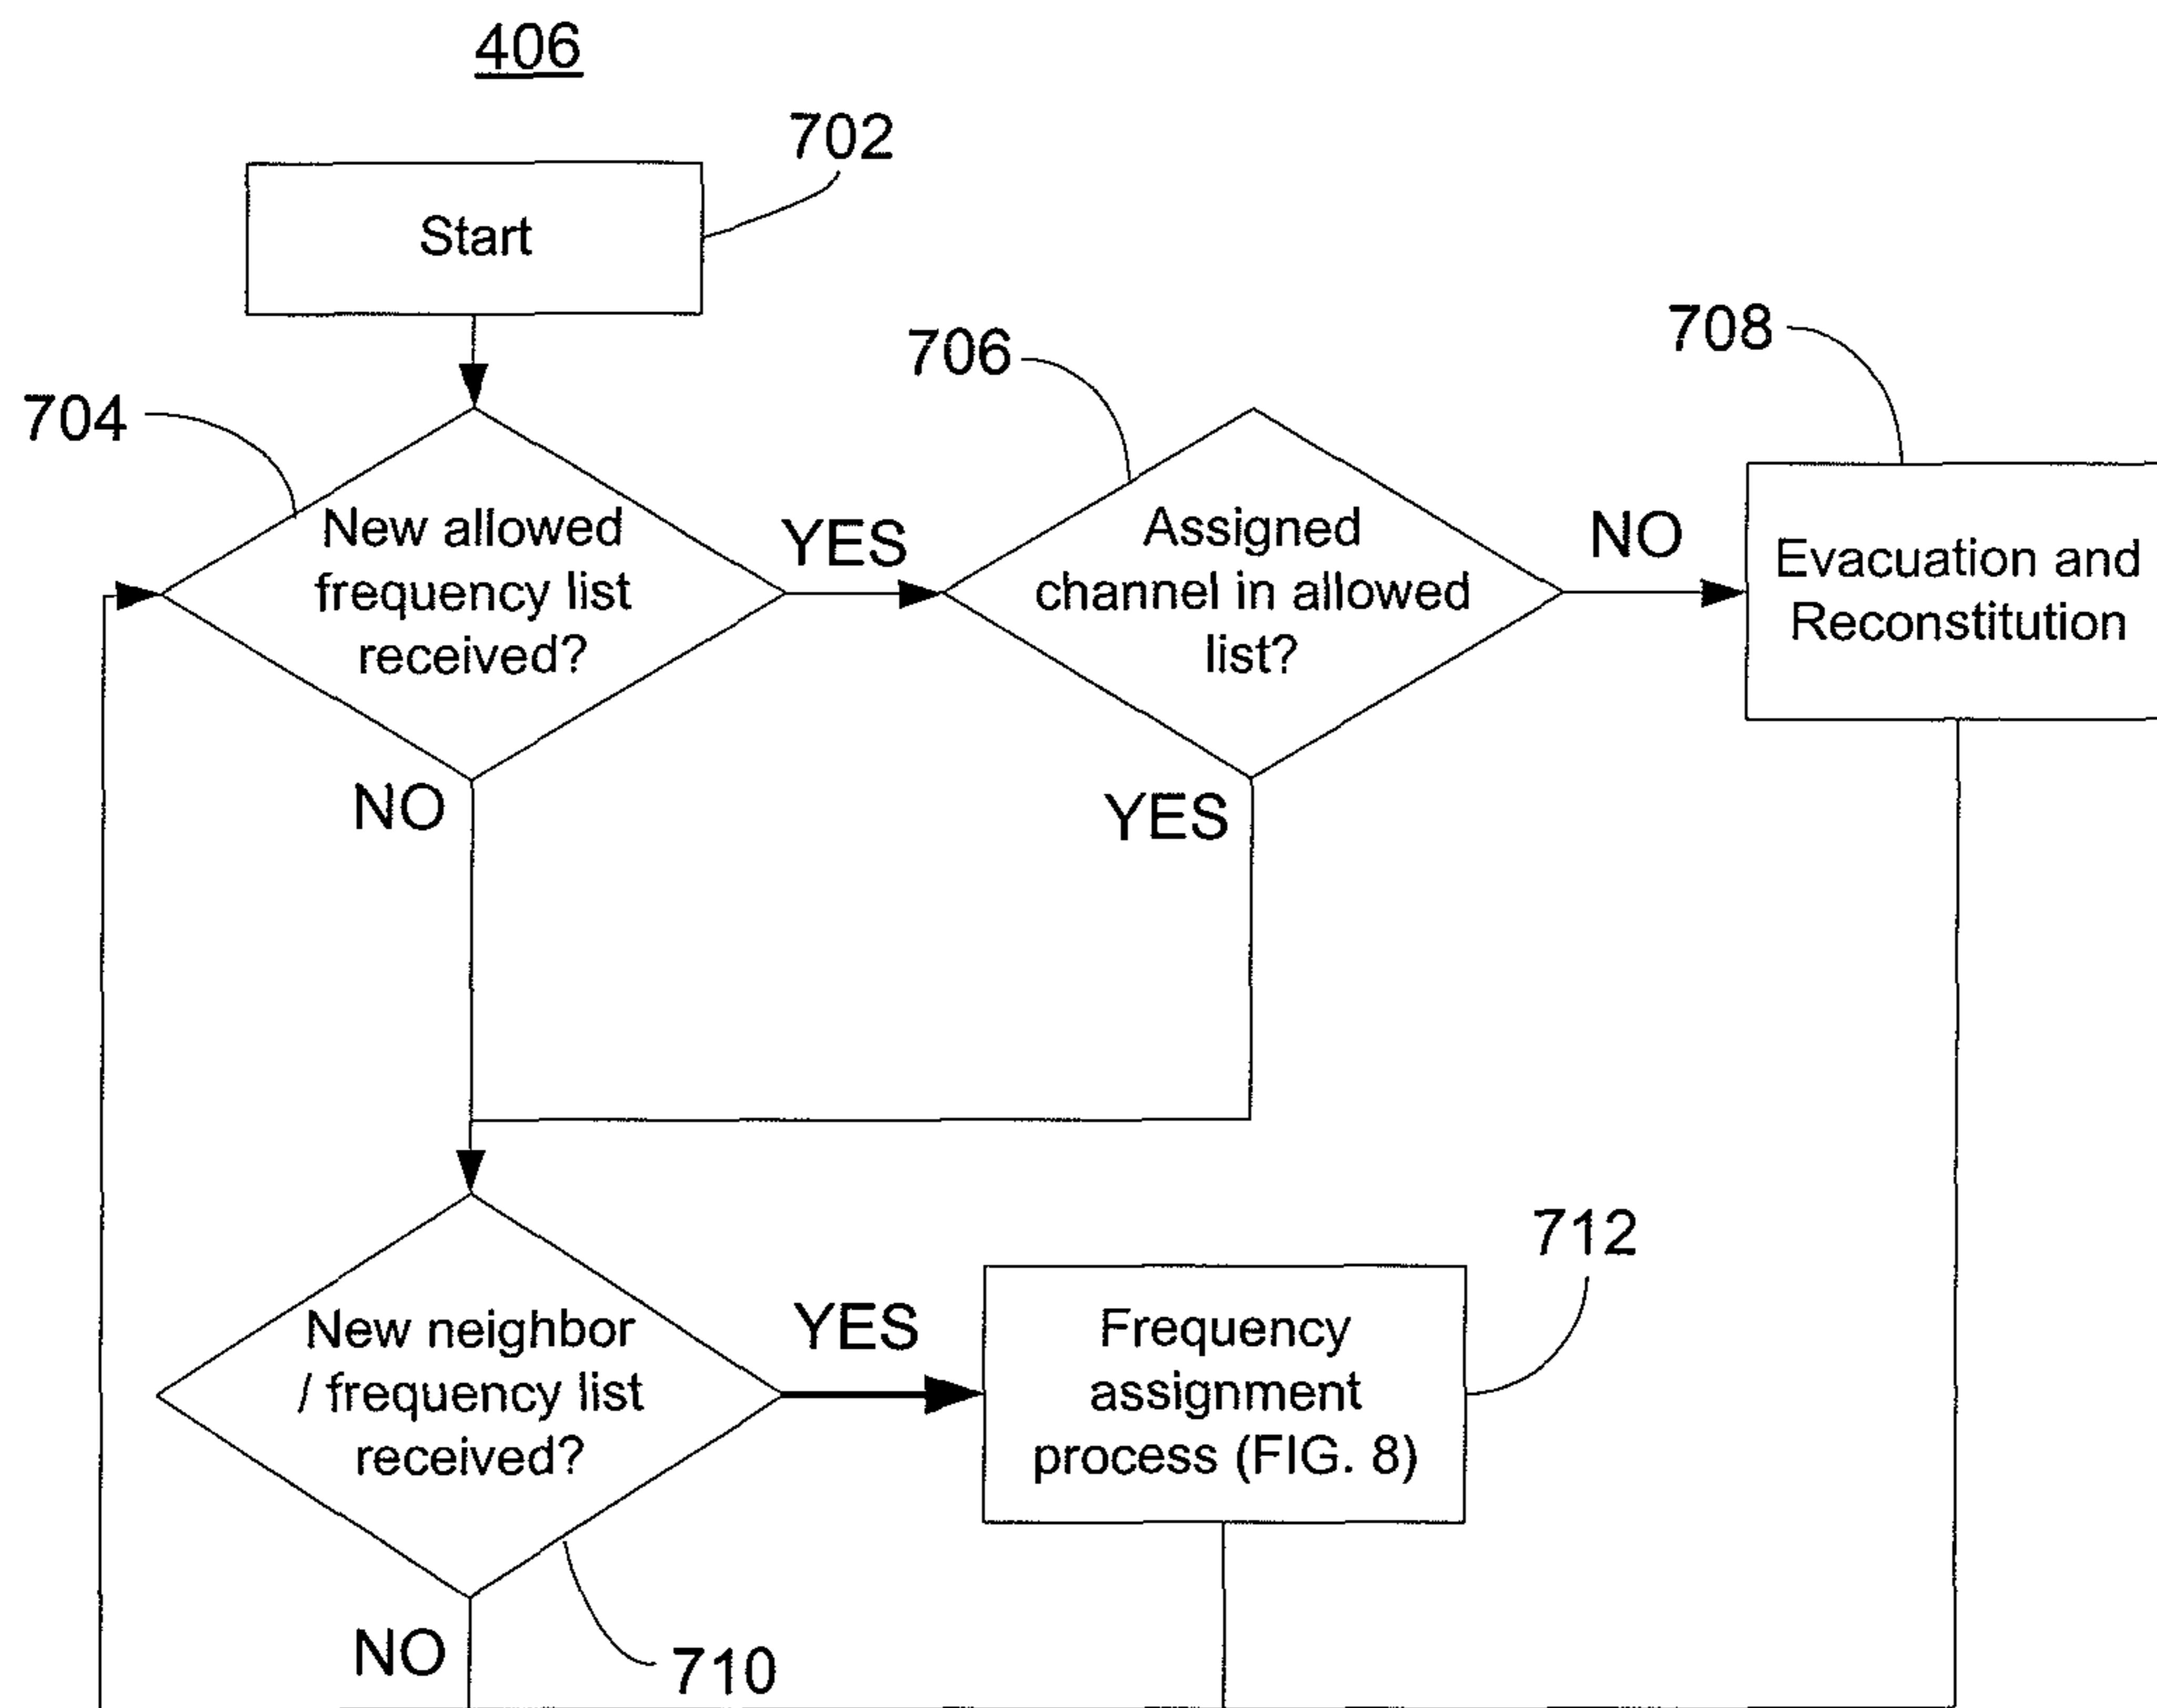 406
702
Start
706
708
704
New allowed
frequency list
received?
YES
Assigned
channel in allowed
list?
NO
Evacuation and
Reconstitution
NO
YES
712
New neighbor
/ frequency list
received?
YES
Frequency
assignment
process (FIG. 8)
NO
710